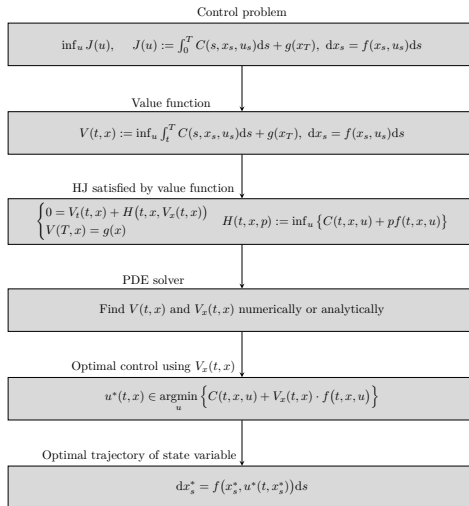 Control problem
inf_u J(u),   J(u) := ∫_0^T C(s, x_s, u_s)ds + g(x_T), dx_s = f(x_s, u_s)ds
Value function
V(t, x) := inf_u ∫_t^T C(s, x_s, u_s)ds + g(x_T), dx_s = f(x_s, u_s)ds
HJ satisfied by value function
{ 0 = V_t(t, x) + H(t, x, V_x(t, x))   H(t, x, p) := inf_u {C(t, x, u) + pf(t, x, u)}
V(T, x) = g(x)
PDE solver
Find V(t, x) and V_x(t, x) numerically or analytically
Optimal control using V_x(t, x)
u*(t, x) ∈ argmin_u {C(t, x, u) + V_x(t, x) · f(t, x, u)}
Optimal trajectory of state variable
dx*_s = f(x*_s, u*(t, x*_s))ds